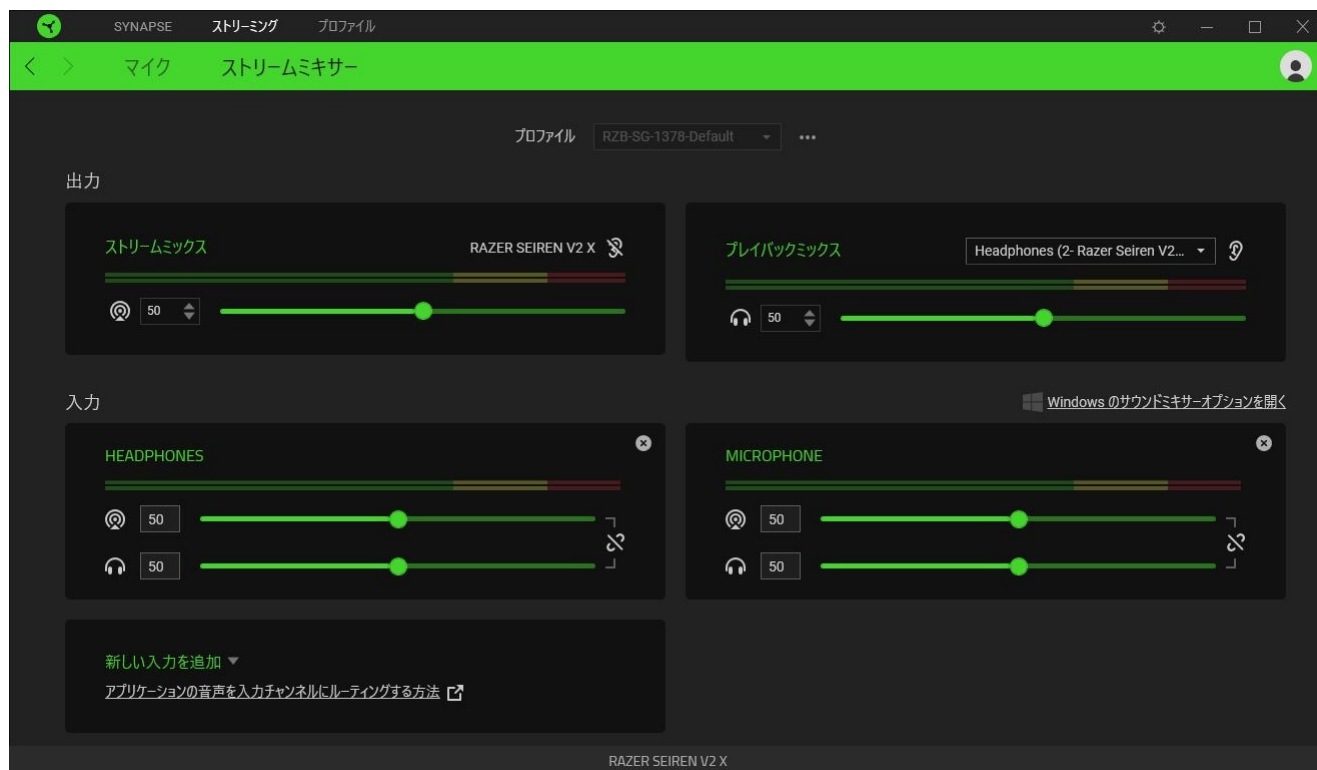 SYNAPSE ストリーミング プロファイル
マイク ストリームミキサー
プロファイル RZB-SG-1378-Default
出力
ストリームミックス RAZER SEIREN V2 X
50
プレイバックミックス Headphones (2- Razer Seiren V2...
50
入力
Windows のサウンドミキサーオプションを開く
HEADPHONES
50
50
MICROPHONE
50
50
新しい入力を追加
アプリケーションの音声を入力チャンネルにルーティングする方法
RAZER SEIREN V2 X